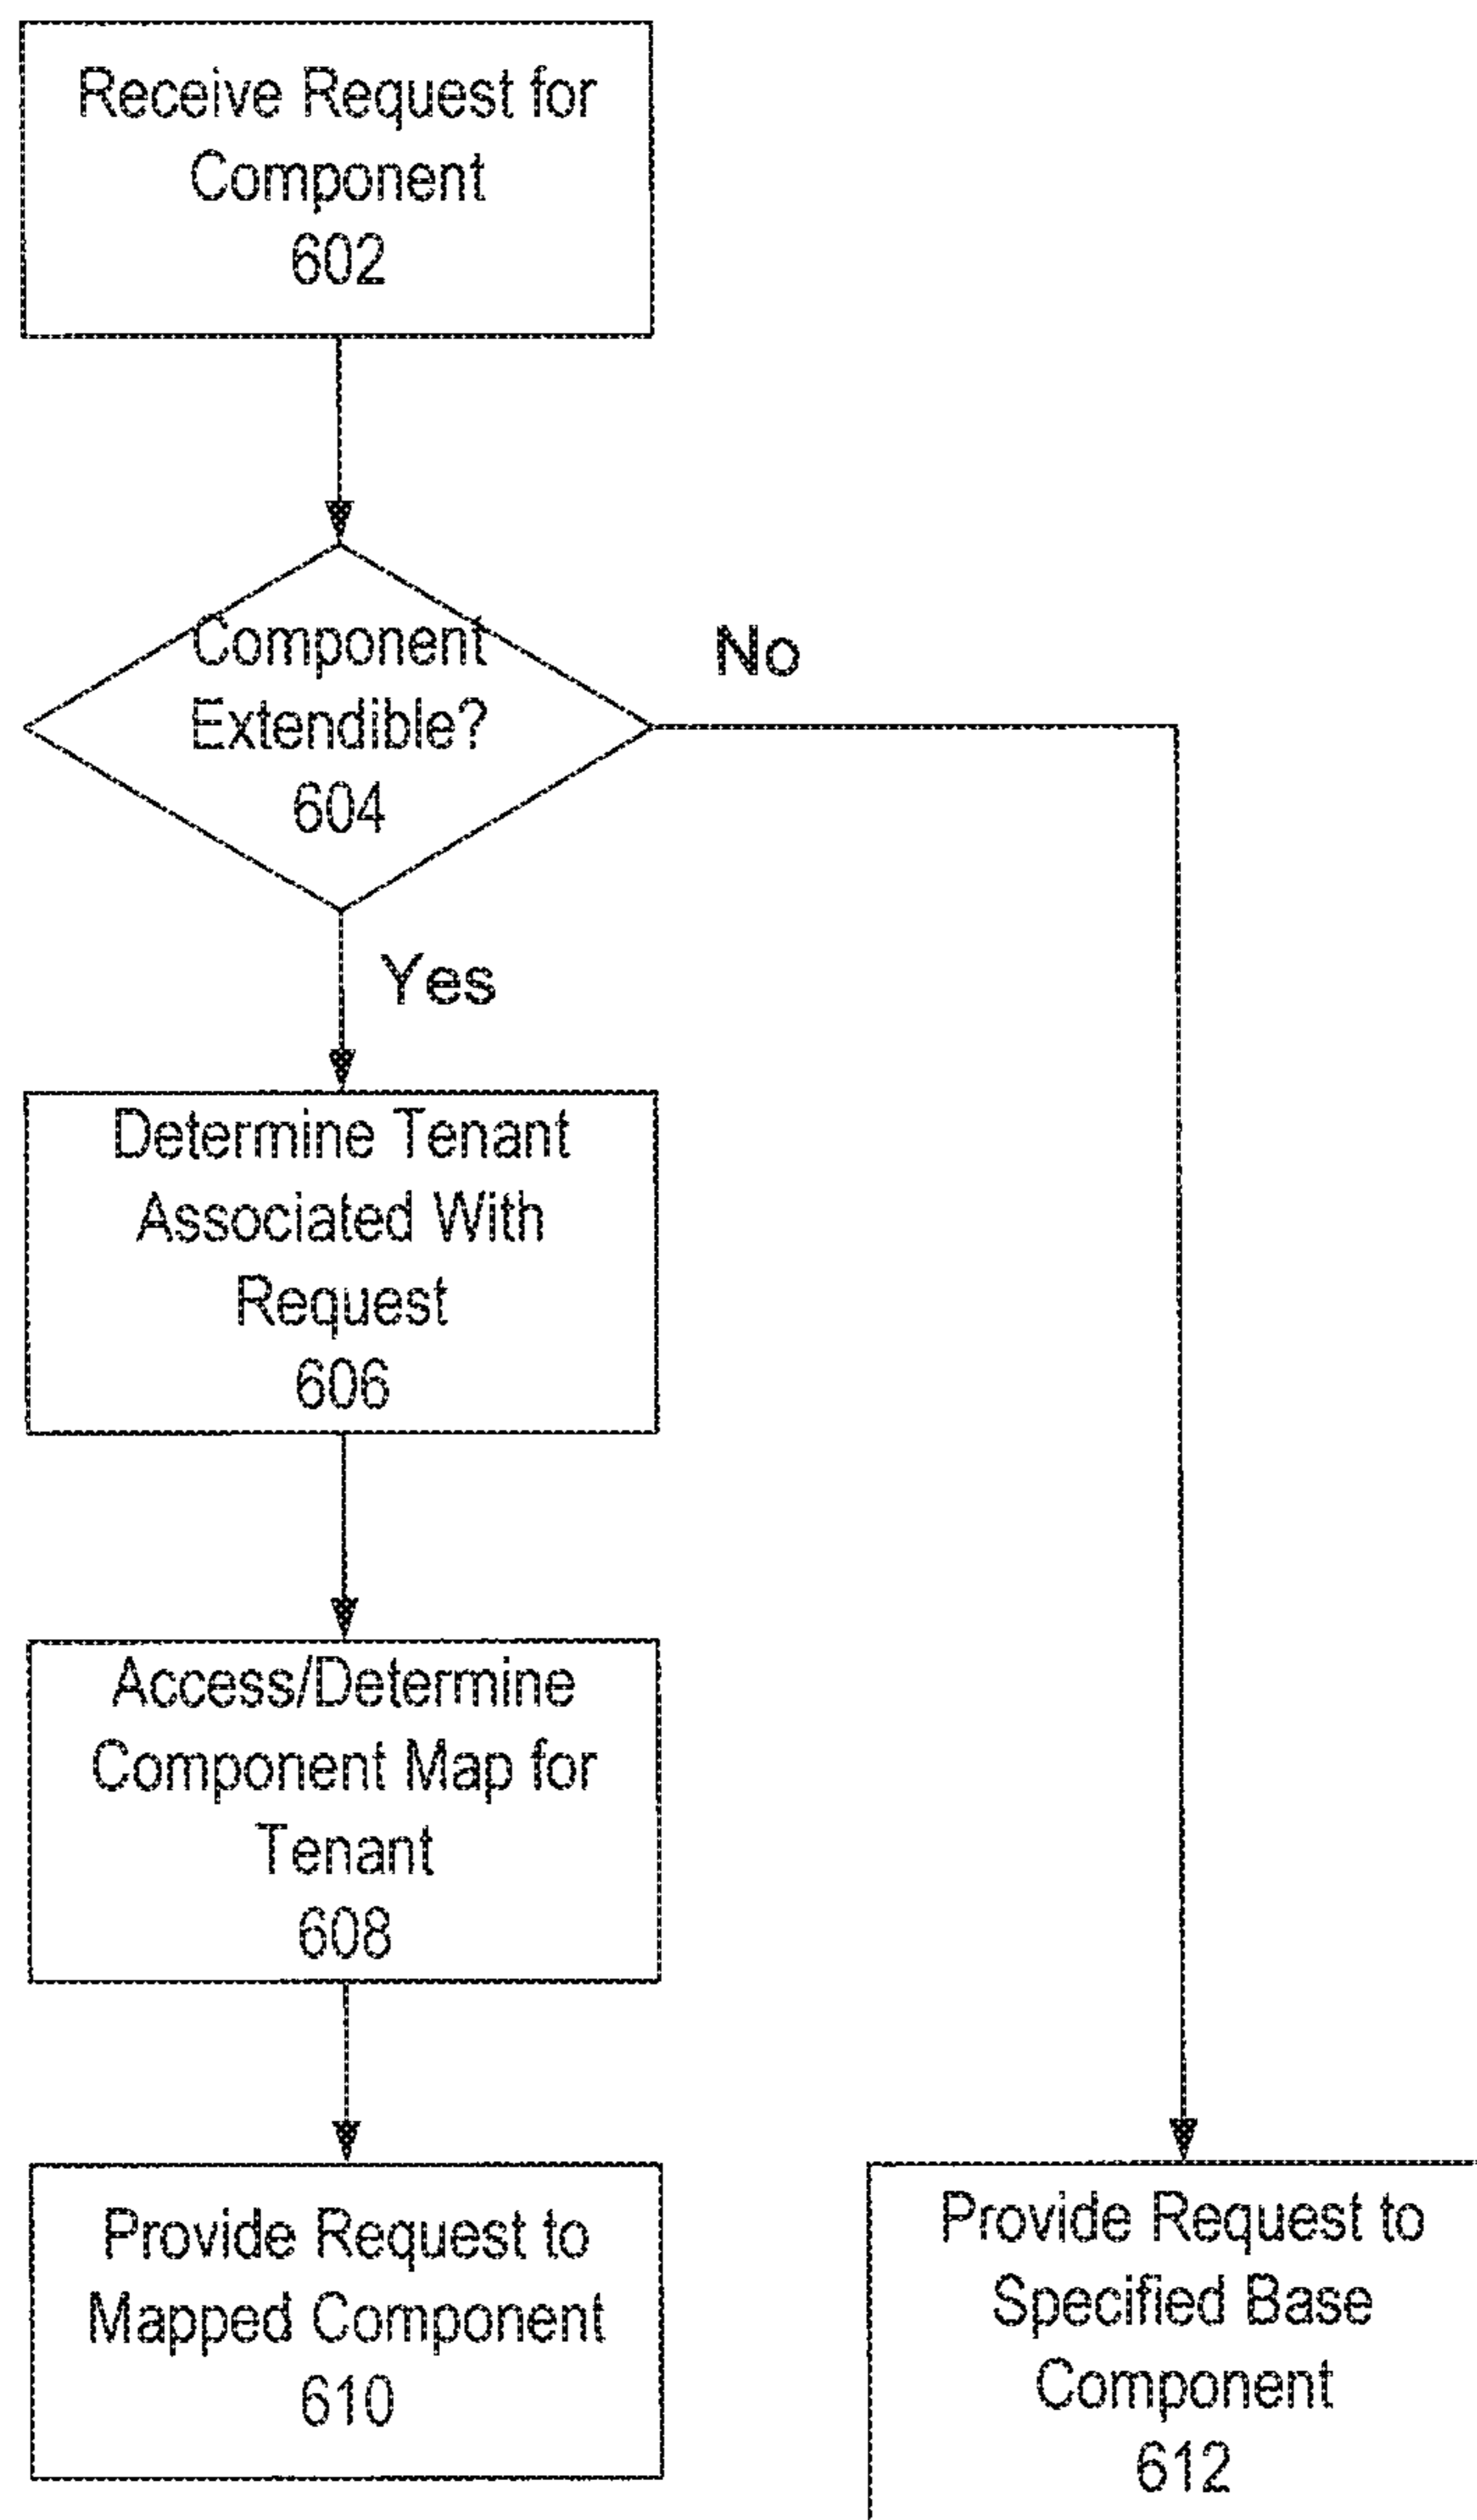 Receive Request for
Component
602
Component
Extendible?
604
No
Yes
Determine Tenant
Associated With
Request
606
Access/Determine
Component Map for
Tenant
608
Provide Request to
Mapped Component
610
Provide Request to
Specified Base
Component
612